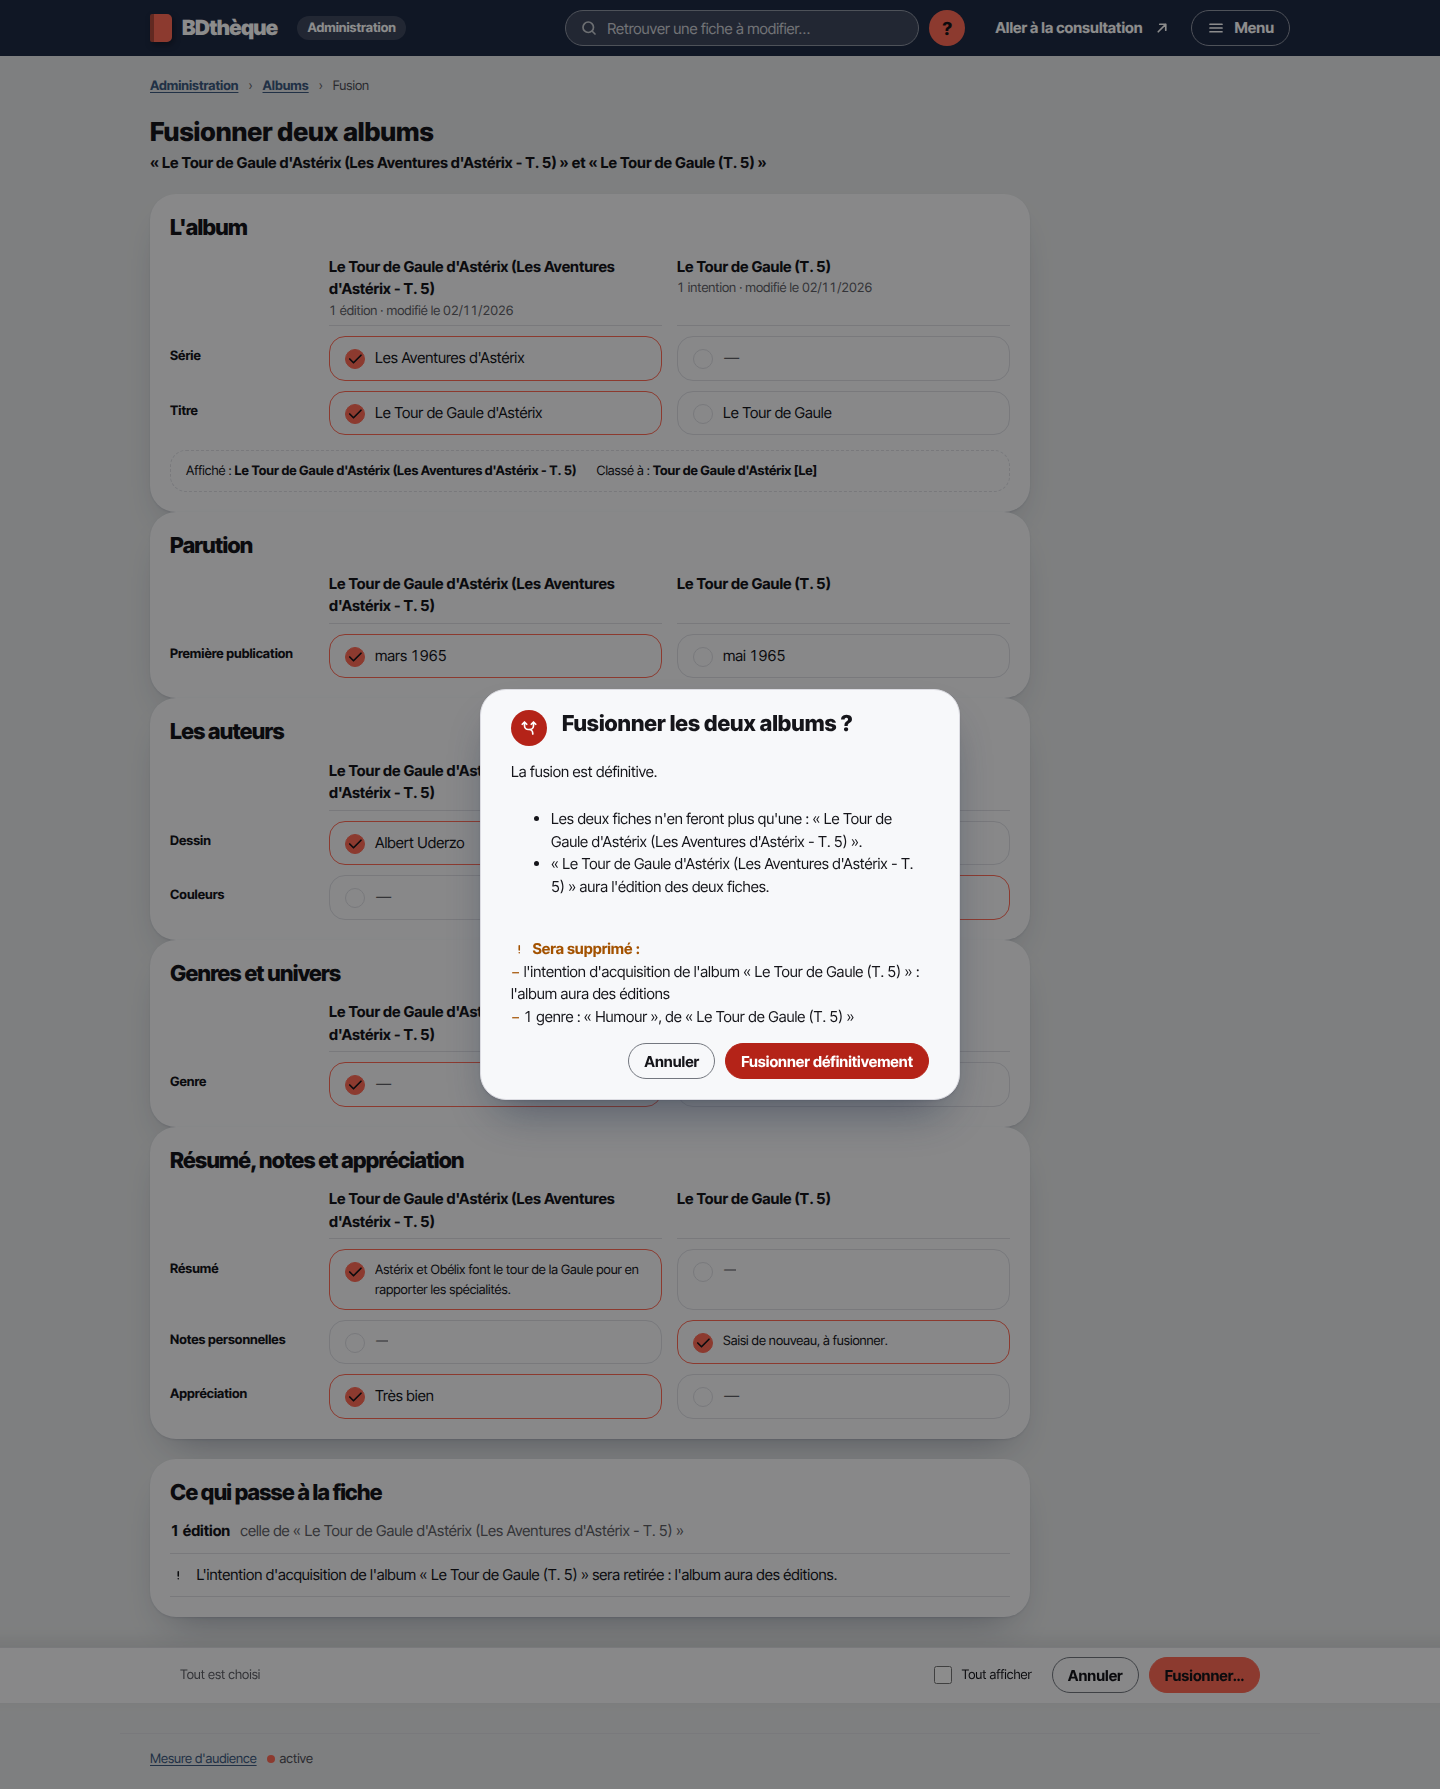 BDthèque
Administration
Retrouver une fiche à modifier...
?
Aller à la consultation
Menu
Administration › Albums › Fusion
Fusionner deux albums
« Le Tour de Gaule d'Astérix (Les Aventures d'Astérix - T. 5) » et « Le Tour de Gaule (T. 5) »
L'album
Le Tour de Gaule d'Astérix (Les Aventures
d'Astérix - T. 5)
1 édition · modifié le 02/11/2026
Le Tour de Gaule (T. 5)
1 intention · modifié le 02/11/2026
Série
Les Aventures d'Astérix
—
Titre
Le Tour de Gaule d'Astérix
Le Tour de Gaule
Affiché : Le Tour de Gaule d'Astérix (Les Aventures d'Astérix - T. 5) Classé à : Tour de Gaule d'Astérix [Le]
Parution
Le Tour de Gaule d'Astérix (Les Aventures
d'Astérix - T. 5)
Le Tour de Gaule (T. 5)
Première publication
mars 1965
mai 1965
Les auteurs
Le Tour de Gaule d'Ast
d'Astérix - T. 5)
Dessin
Albert Uderzo
Couleurs
—
Genres et univers
Le Tour de Gaule d'Ast
d'Astérix - T. 5)
Genre
—
Fusionner les deux albums ?
La fusion est définitive.
• Les deux fiches n'en feront plus qu'une : « Le Tour de
Gaule d'Astérix (Les Aventures d'Astérix - T. 5) ».
• « Le Tour de Gaule d'Astérix (Les Aventures d'Astérix - T.
5) » aura l'édition des deux fiches.
! Sera supprimé :
– l'intention d'acquisition de l'album « Le Tour de Gaule (T. 5) » :
l'album aura des éditions
– 1 genre : « Humour », de « Le Tour de Gaule (T. 5) »
Annuler
Fusionner définitivement
Résumé, notes et appréciation
Le Tour de Gaule d'Astérix (Les Aventures
d'Astérix - T. 5)
Le Tour de Gaule (T. 5)
Résumé
Astérix et Obélix font le tour de la Gaule pour en
rapporter les spécialités.
—
Notes personnelles
—
Saisi de nouveau, à fusionner.
Appréciation
Très bien
—
Ce qui passe à la fiche
1 édition celle de « Le Tour de Gaule d'Astérix (Les Aventures d'Astérix - T. 5) »
! L'intention d'acquisition de l'album « Le Tour de Gaule (T. 5) » sera retirée : l'album aura des éditions.
Tout est choisi
Tout afficher
Annuler
Fusionner...
Mesure d'audience
active